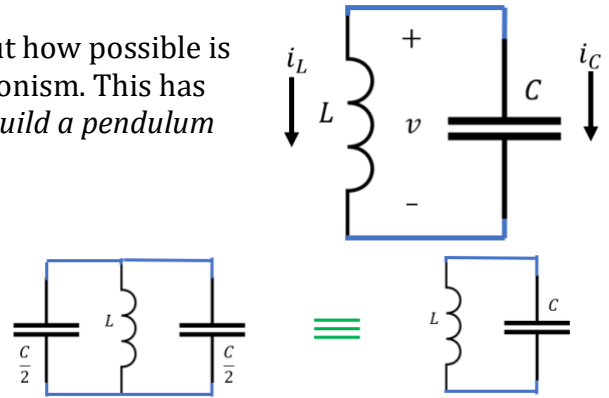 ut how possible is
onism. This has
uild a pendulum
i_L
L
+
v
−
C
i_C
C/2
L
C/2
≡
L
C